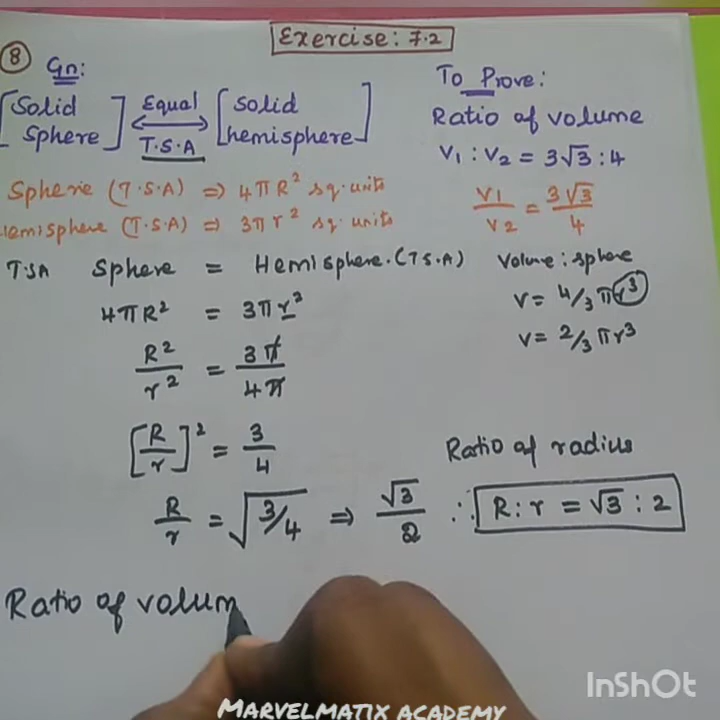 Exercise: 7.2
8 Gn:
[Solid Sphere] Equal T.S.A [Solid hemisphere]
To Prove:
Ratio of volume
V1 : V2 = 3√3 : 4
V1/V2 = 3√3/4
Sphere (T.S.A) => 4πR² sq.units
Hemisphere (T.S.A) => 3πr² sq.units
TSA Sphere = Hemisphere.(T.S.A)
4πR² = 3πr²
R²/r² = 3π/4π
[R/r]² = 3/4
R/r = √3/4 => √3/2
Volume: sphere
V = 4/3 πr³
V = 2/3 πr³
Ratio of radius
∴ R : r = √3 : 2
Ratio of volum
InShOt
MARVELMATIX ACADEMY